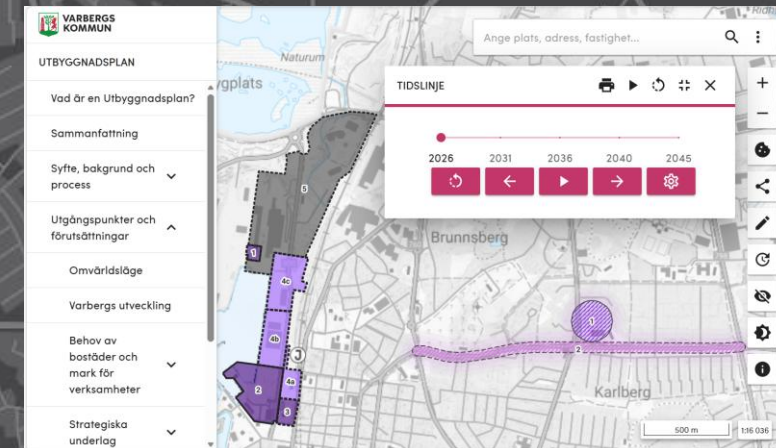 VARBERGS
KOMMUN
UTBYGGNADSPLAN
Vad är en Utbyggnadsplan?
Sammanfattning
Syfte, bakgrund och
process
Utgångspunkter och
förutsättningar
Omvärldsläge
Varbergs utveckling
Behov av
bostäder och
mark för
verksamheter
Strategiska
underlag
Ange plats, adress, fastighet...
TIDSLINJE
2026 2031 2036 2040 2045
Naturum
Brunnsberg
Karlberg
5
1
4c
4b
J
2
4a
3
1
2
500 m
1:16 036